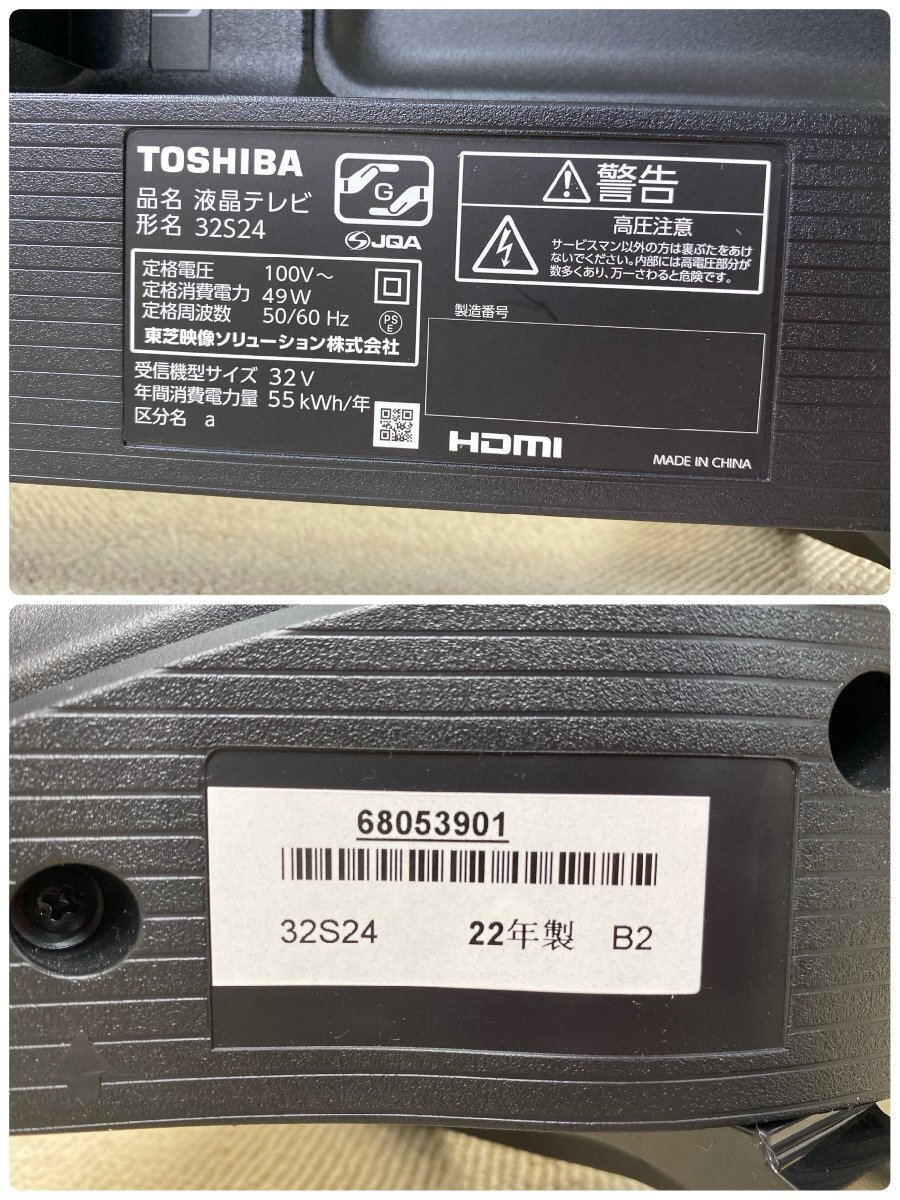 TOSHIBA
品名 液晶テレビ
形名 32S24
G
JQA
定格電圧 100V～
定格消費電力 49W
定格周波数 50/60 Hz
PS
E
東芝映像ソリューション株式会社
受信機型サイズ 32V
年間消費電力量 55kWh/年
区分名 a
警告
高圧注意
サービスマン以外の方は裏ぶたをあけ
ないでください。内部には高電圧部分が
数多くあり、万一さわると危険です。
製造番号
HDMI
MADE IN CHINA
68053901
32S24 22年製 B2